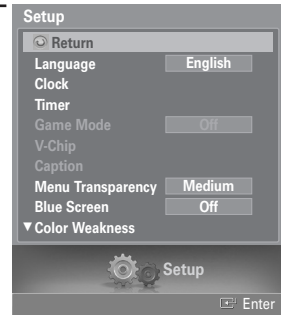 Setup
Return
Language English
Clock
Timer
Game Mode Off
V-Chip
Caption
Menu Transparency Medium
Blue Screen Off
▼Color Weakness
Setup
Enter